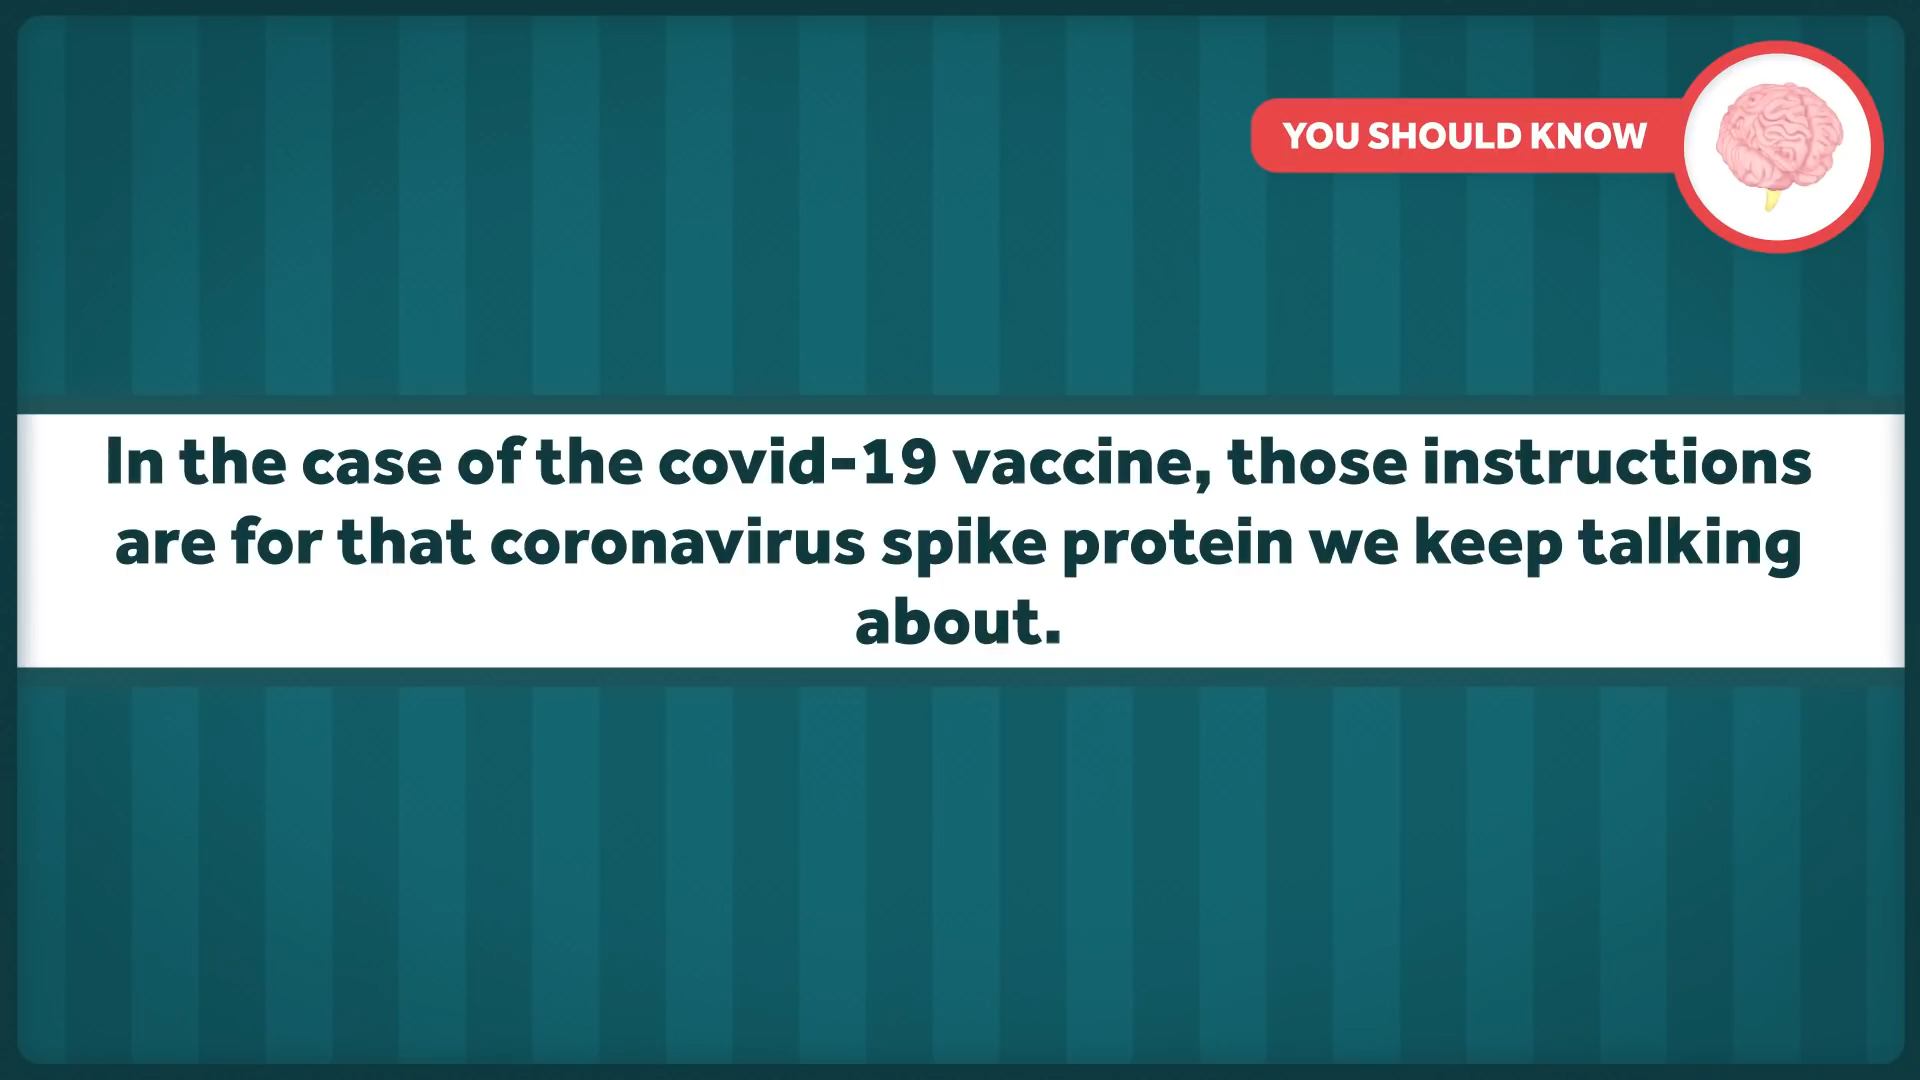 YOU SHOULD KNOW
In the case of the covid-19 vaccine, those instructions
are for that coronavirus spike protein we keep talking
about.